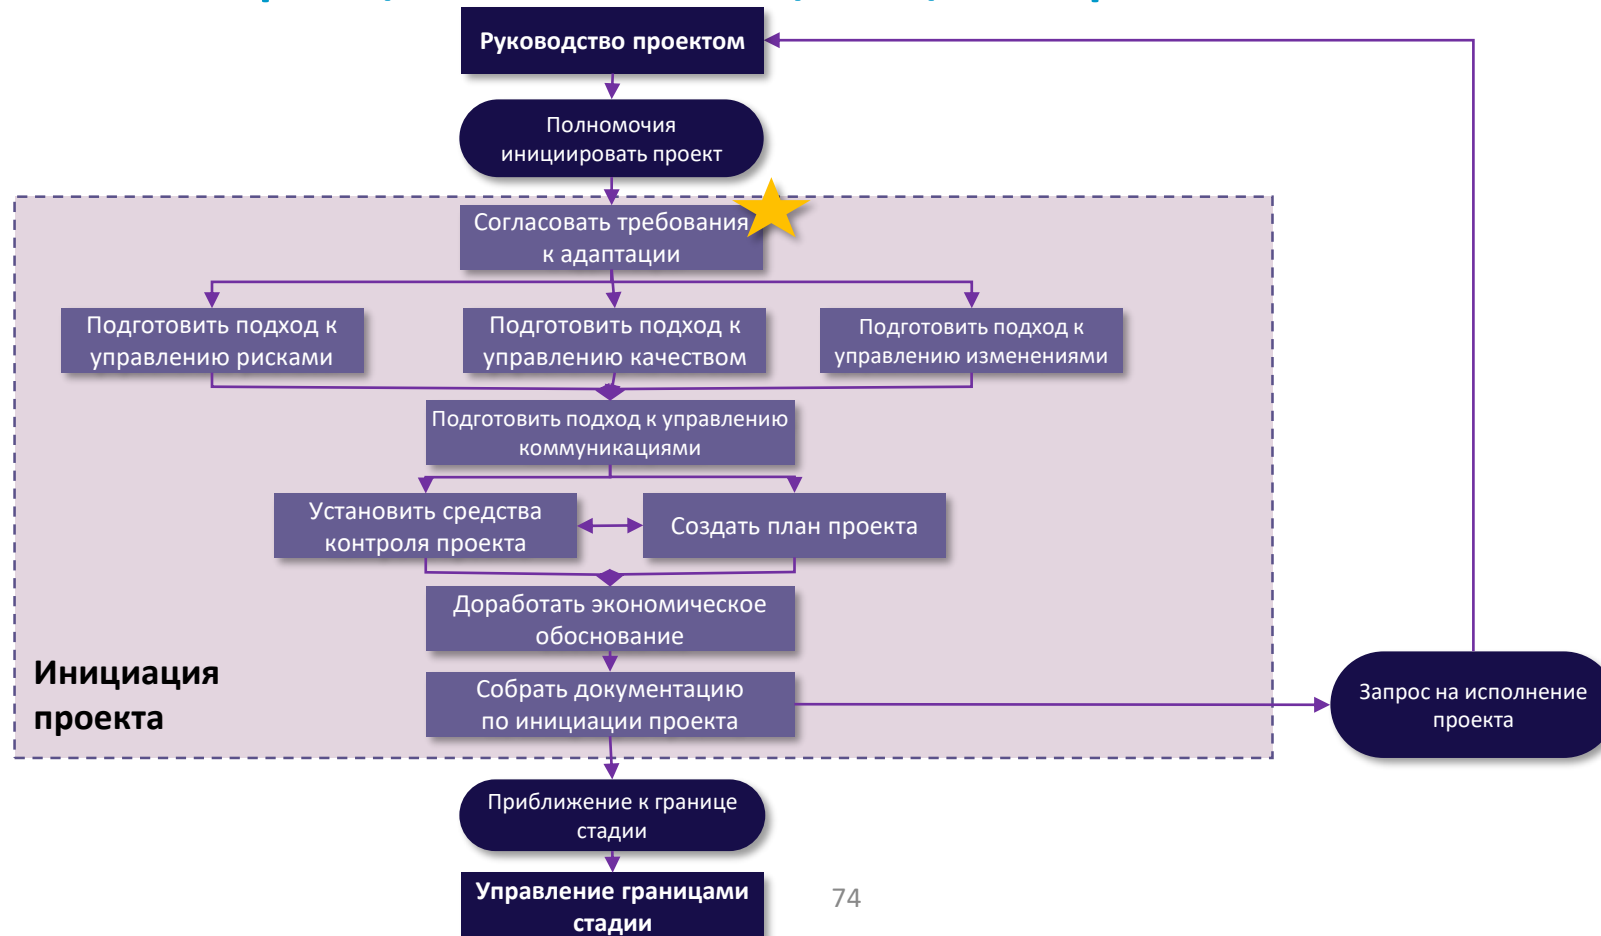 Руководство проектом
Полномочия
инициировать проект
Согласовать требования
к адаптации
Подготовить подход к
управлению рисками
Подготовить подход к
управлению качеством
Подготовить подход к
управлению изменениями
Подготовить подход к управлению
коммуникациями
Установить средства
контроля проекта
Создать план проекта
Доработать экономическое
обоснование
Инициация
проекта
Собрать документацию
по инициации проекта
Запрос на исполнение
проекта
Приближение к границе
стадии
Управление границами
стадии
74